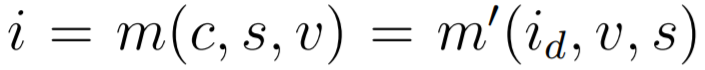 i = m(c, s, v) = m′(i_d, v, s)